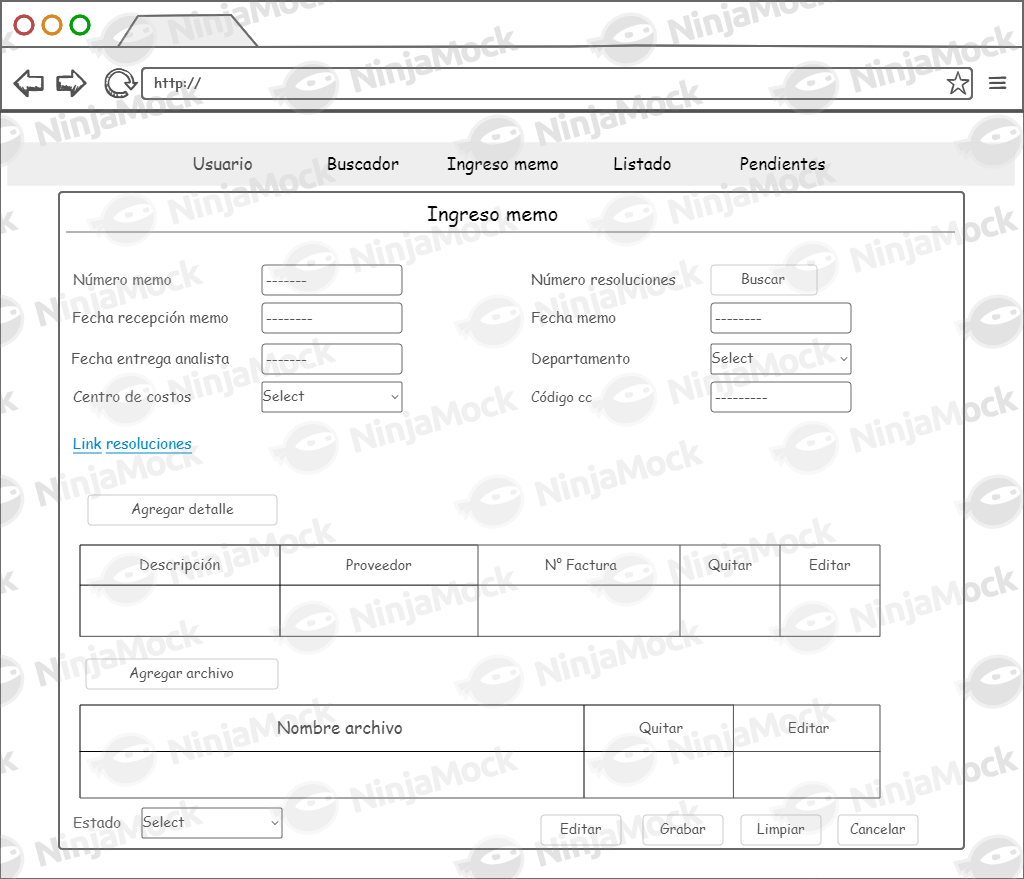 http://
Usuario Buscador Ingreso memo Listado Pendientes
Ingreso memo
Número memo ------- Número resoluciones Buscar
Fecha recepción memo -------- Fecha memo --------
Fecha entrega analista ------- Departamento Select
Centro de costos Select Código cc ---------
Link resoluciones
Agregar detalle
Descripción Proveedor N° Factura Quitar Editar
Agregar archivo
Nombre archivo Quitar Editar
Estado Select Editar Grabar Limpiar Cancelar
NinjaMock